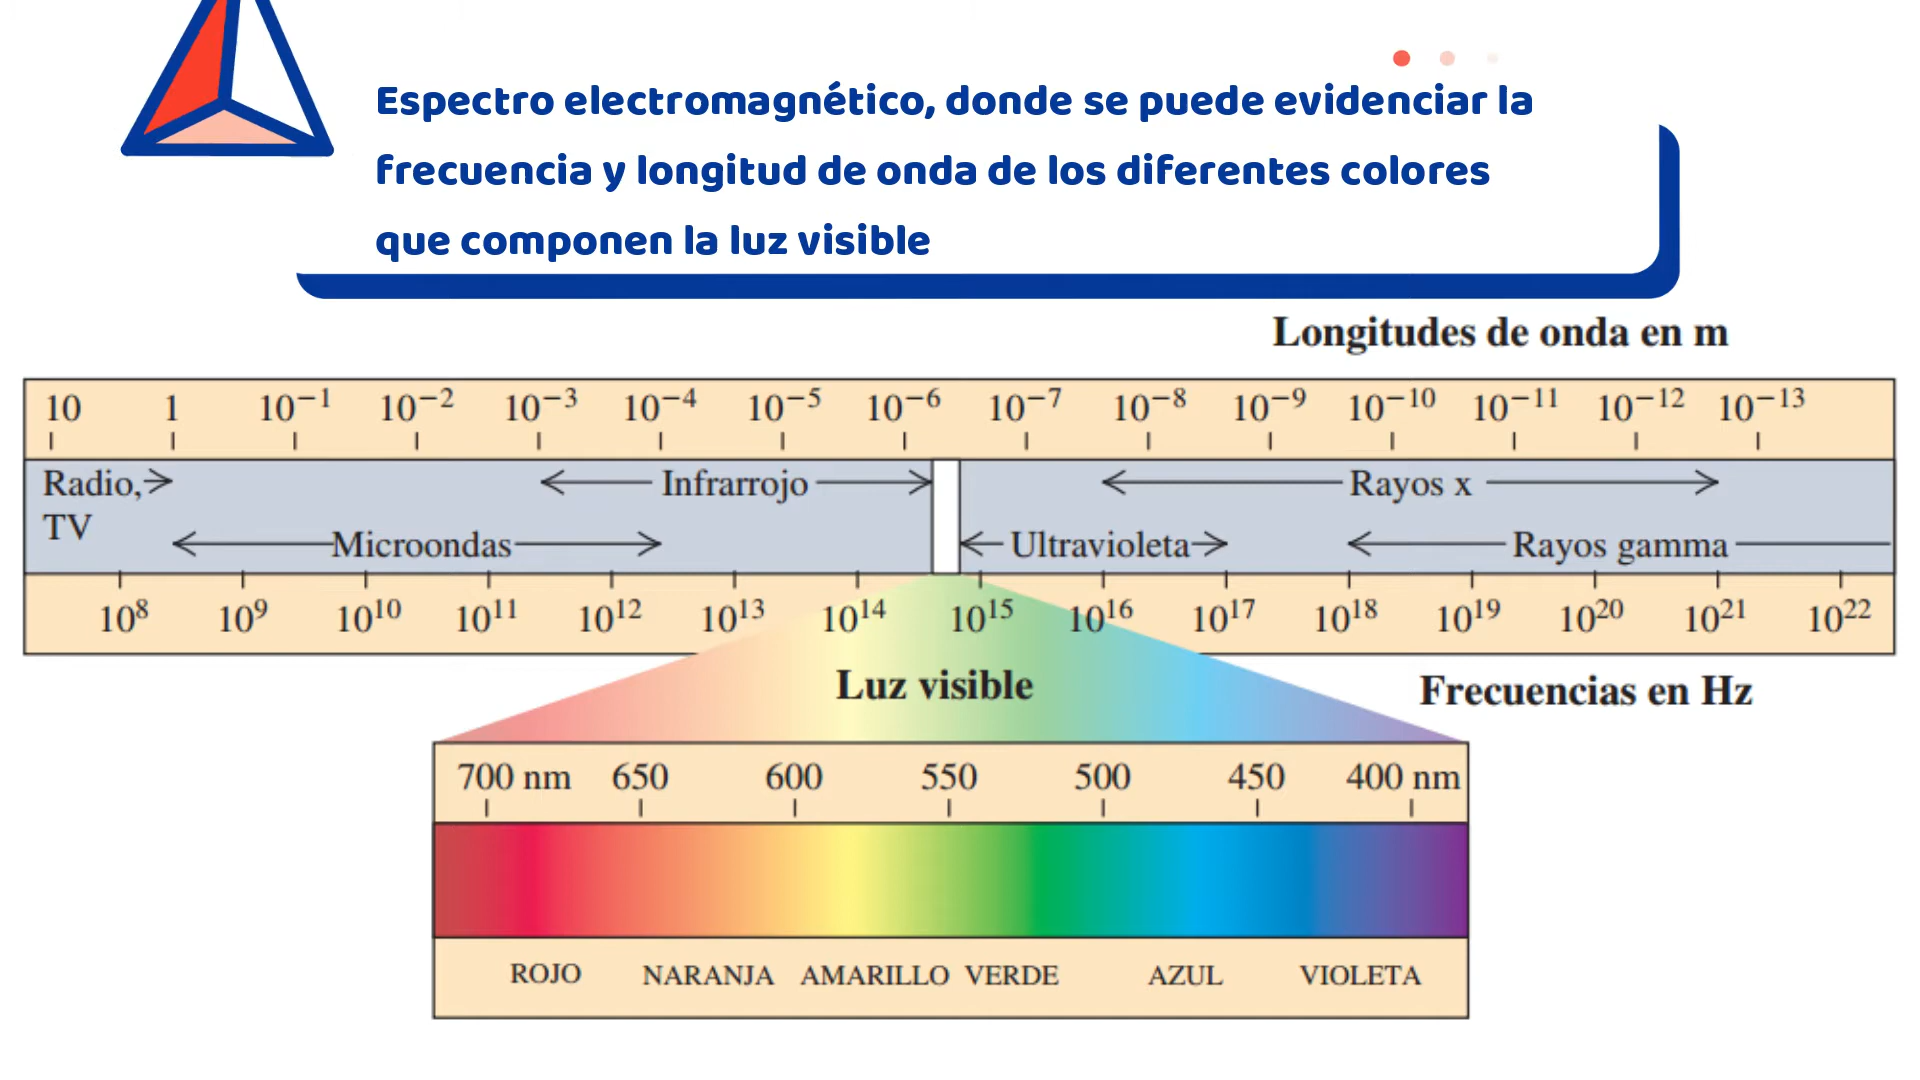 Espectro electromagnético, donde se puede evidenciar la
frecuencia y longitud de onda de los diferentes colores
que componen la luz visible
Longitudes de onda en m
10 1 10⁻¹ 10⁻² 10⁻³ 10⁻⁴ 10⁻⁵ 10⁻⁶ 10⁻⁷ 10⁻⁸ 10⁻⁹ 10⁻¹⁰ 10⁻¹¹ 10⁻¹² 10⁻¹³
Radio, Infrarrojo Rayos x
TV
Microondas Ultravioleta Rayos gamma
10⁸ 10⁹ 10¹⁰ 10¹¹ 10¹² 10¹³ 10¹⁴ 10¹⁵ 10¹⁶ 10¹⁷ 10¹⁸ 10¹⁹ 10²⁰ 10²¹ 10²²
Luz visible
Frecuencias en Hz
700 nm 650 600 550 500 450 400 nm
ROJO NARANJA AMARILLO VERDE AZUL VIOLETA